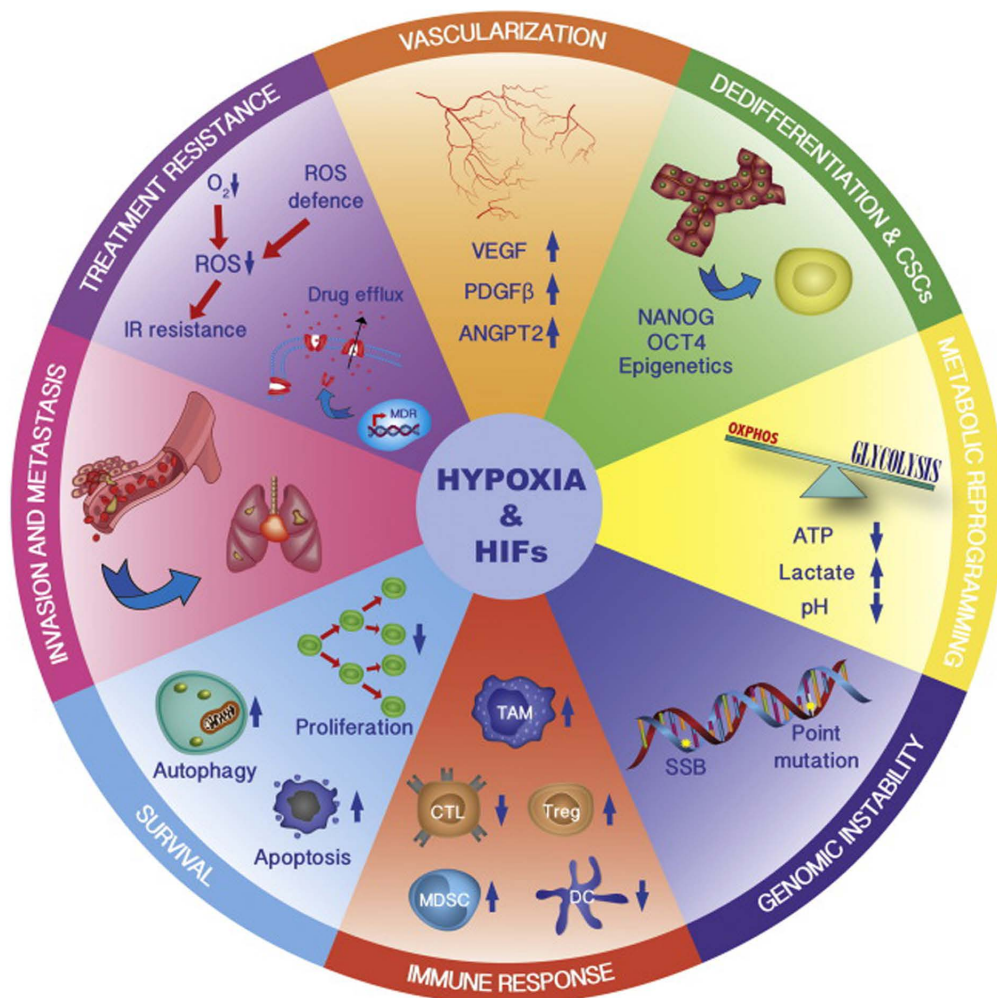 VASCULARIZATION
VEGF
PDGFβ
ANGPT2
DEDIFFERENTIATION & CSCs
NANOG
OCT4
Epigenetics
METABOLIC REPROGRAMMING
OXPHOS
GLYCOLYSIS
ATP
Lactate
pH
GENOMIC INSTABILITY
SSB
Point
mutation
IMMUNE RESPONSE
TAM
CTL
Treg
MDSC
DC
SURVIVAL
Proliferation
Autophagy
Apoptosis
INVASION AND METASTASIS
TREATMENT RESISTANCE
O₂
ROS
defence
ROS
IR resistance
Drug efflux
MDR
HYPOXIA
&
HIFs